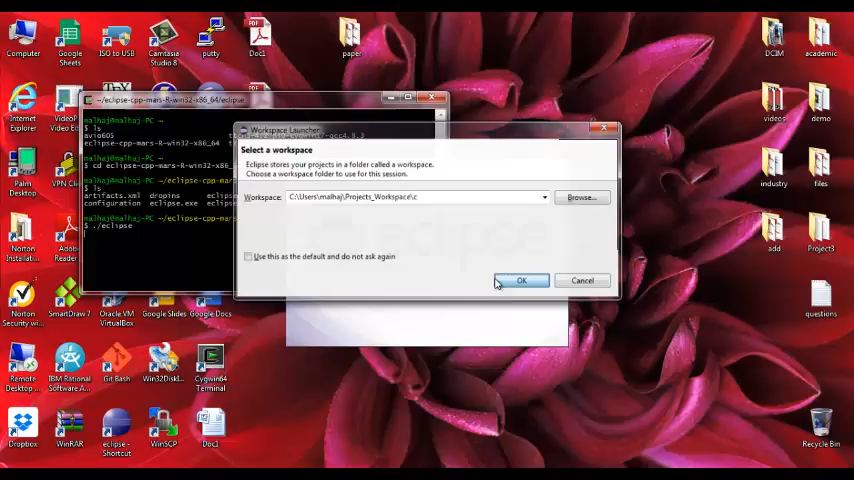 Computer
Google
Sheets
ISO to USB
Camtasia
Studio 8
putty
Doc1
paper
DCIM
academic
~/eclipse-cpp-mars-R-win32-x86_64/eclipse
Internet
Explorer
videos
demo
malhaj@malhaj-PC ~
$ ls
avio605
eclipse-cpp-mars-R-win32-x86_64
malhaj@malhaj-PC ~
$ cd eclipse-cpp-mars-R-win32-x86_
malhaj@malhaj-PC ~/eclipse-cpp-mars
$ ls
artifacts.xml dropins
configuration eclipse.exe
malhaj@malhaj-PC ~/eclipse-cpp-mars
$ ./eclipse
Workspace Launcher
Select a workspace
Eclipse stores your projects in a folder called a workspace.
Choose a workspace folder to use for this session.
Workspace:
C:\Users\malhaj\Projects_Workspace\c
Browse...
Use this as the default and do not ask again
OK
Cancel
Palm
Desktop
VPN
industry
files
Norton
Installat...
Adobe
Reader
add
Project3
Norton
Security wi...
SmartDraw 7
Oracle VM
VirtualBox
Google Slides
Google Docs
questions
Remote
Desktop ...
IBM Rational
Software A...
Git Bash
Win32Diskl...
Cygwin64
Terminal
Dropbox
WinRAR
eclipse -
Shortcut
WinSCP
Doc1
Recycle Bin